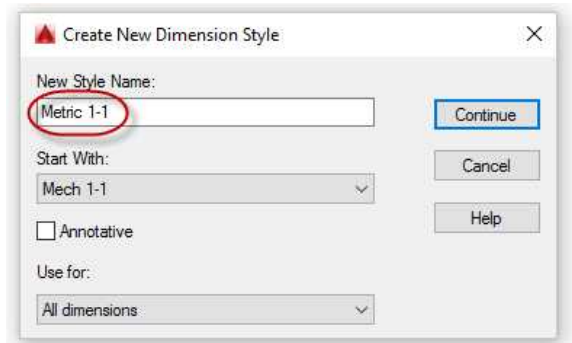 Create New Dimension Style
New Style Name:
Metric 1-1
Continue
Start With:
Mech 1-1
Cancel
Annotative
Help
Use for:
All dimensions